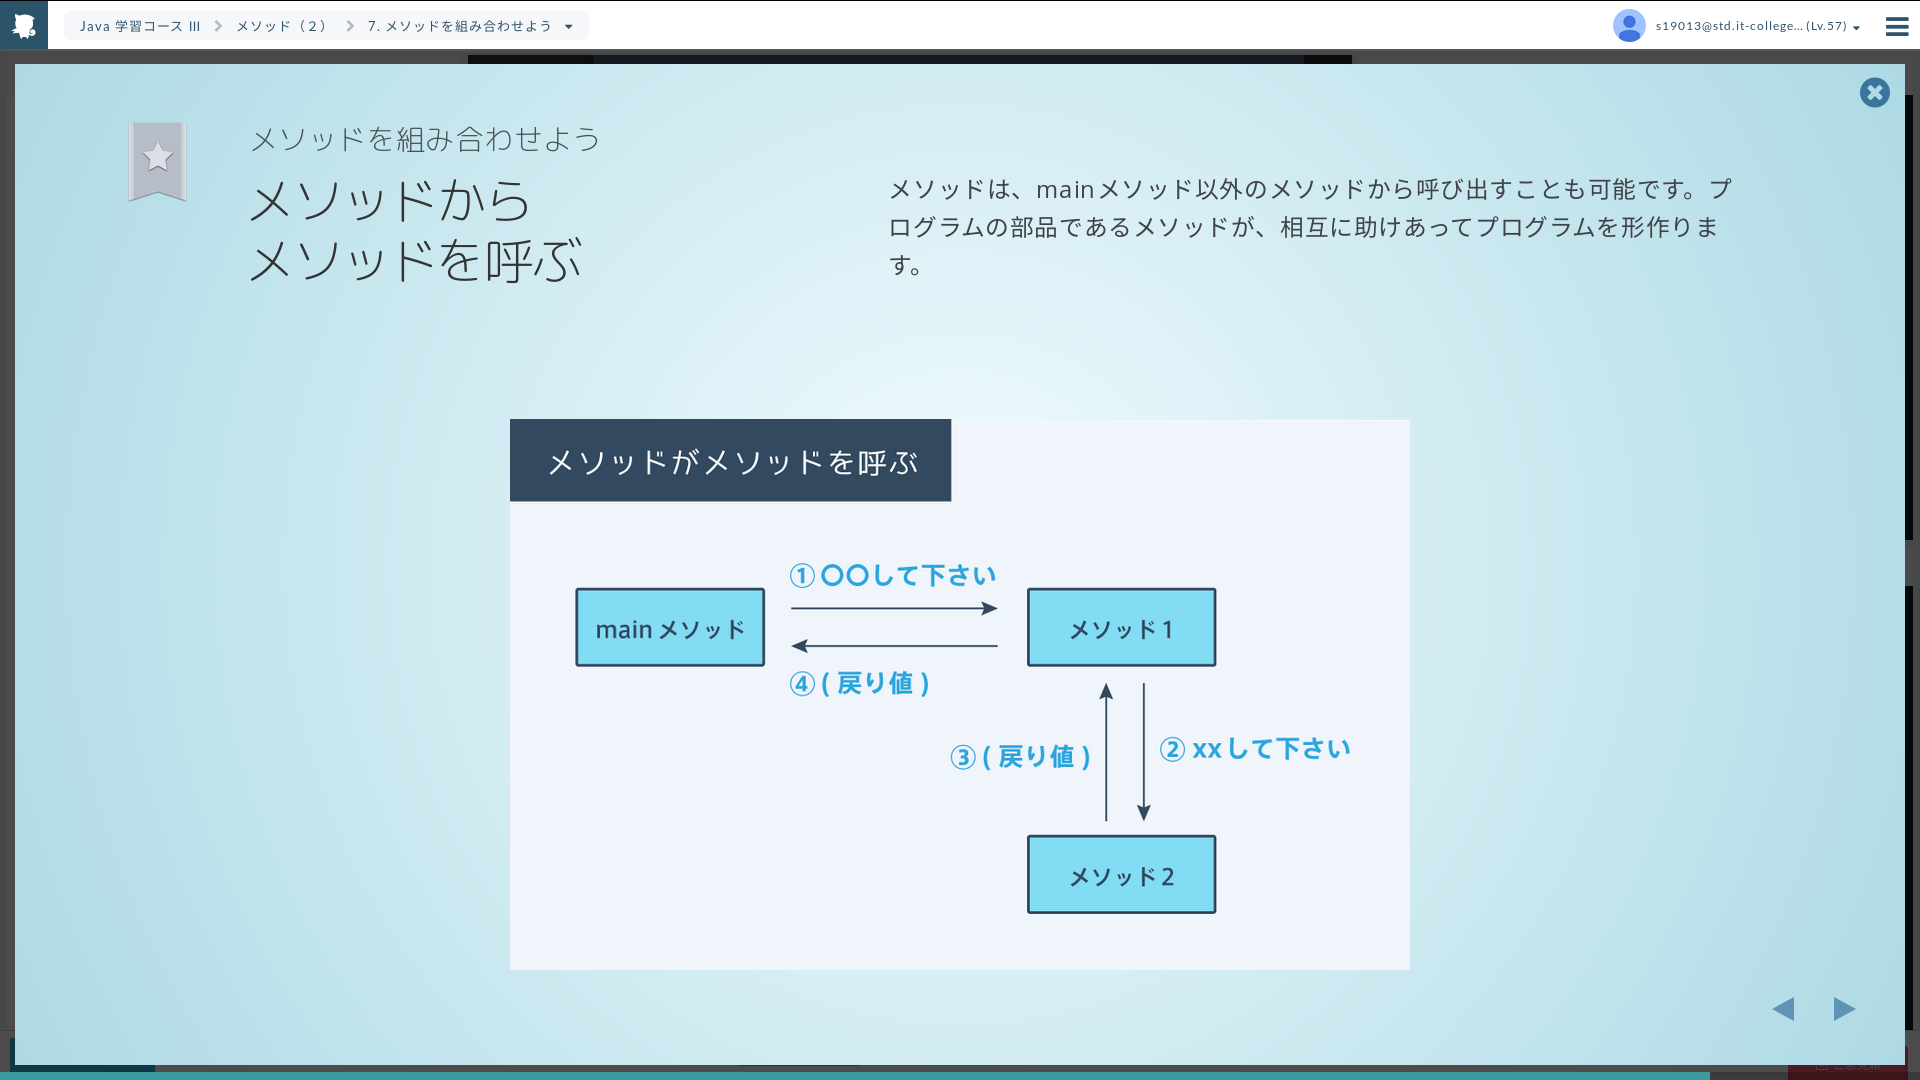 Java 学習コース III
メソッド（２）
7. メソッドを組み合わせよう
s19013@std.it-college... (Lv.57)
メソッドを組み合わせよう
メソッドから
メソッドを呼ぶ
メソッドは、mainメソッド以外のメソッドから呼び出すことも可能です。プ
ログラムの部品であるメソッドが、相互に助けあってプログラムを形作りま
す。
メソッドがメソッドを呼ぶ
① 〇〇して下さい
main メソッド
メソッド 1
④ ( 戻り値 )
③ ( 戻り値 )
② xx して下さい
メソッド 2